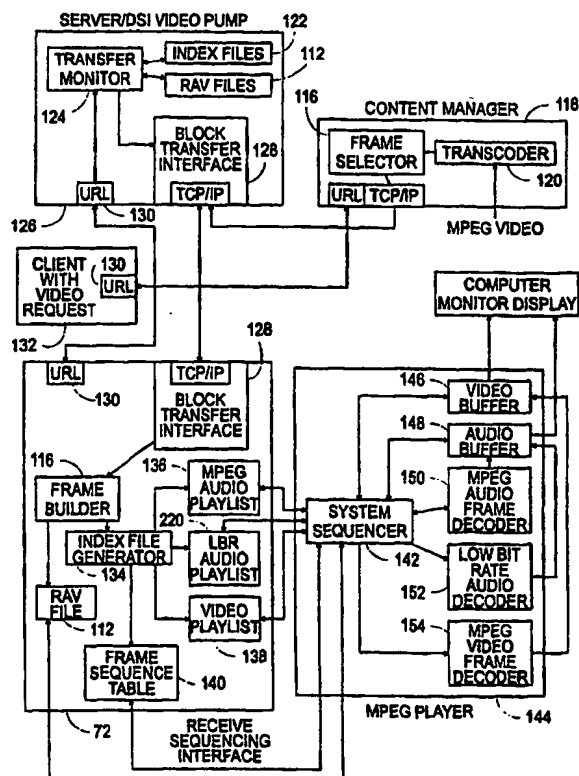 SERVER/DSI VIDEO PUMP
122
TRANSFER
MONITOR
INDEX FILES
RAV FILES
112
124
BLOCK
TRANSFER
INTERFACE
128
URL
TCP/IP
126
130
CONTENT MANAGER
118
116
FRAME
SELECTOR
TRANSCODER
120
URL
TCP/IP
MPEG VIDEO
CLIENT
WITH
VIDEO
REQUEST
130
URL
132
COMPUTER
MONITOR DISPLAY
128
URL
TCP/IP
130
BLOCK
TRANSFER
INTERFACE
116
FRAME
BUILDER
136
MPEG
AUDIO
PLAYLIST
220
INDEX FILE
GENERATOR
134
LBR
AUDIO
PLAYLIST
RAV
FILE
112
VIDEO
PLAYLIST
138
FRAME
SEQUENCE
TABLE
140
72
RECEIVE
SEQUENCING
INTERFACE
146
VIDEO
BUFFER
148
AUDIO
BUFFER
150
MPEG
AUDIO
FRAME
DECODER
SYSTEM
SEQUENCER
142
152
LOW BIT
RATE
AUDIO
DECODER
154
MPEG
VIDEO
FRAME
DECODER
MPEG PLAYER
144